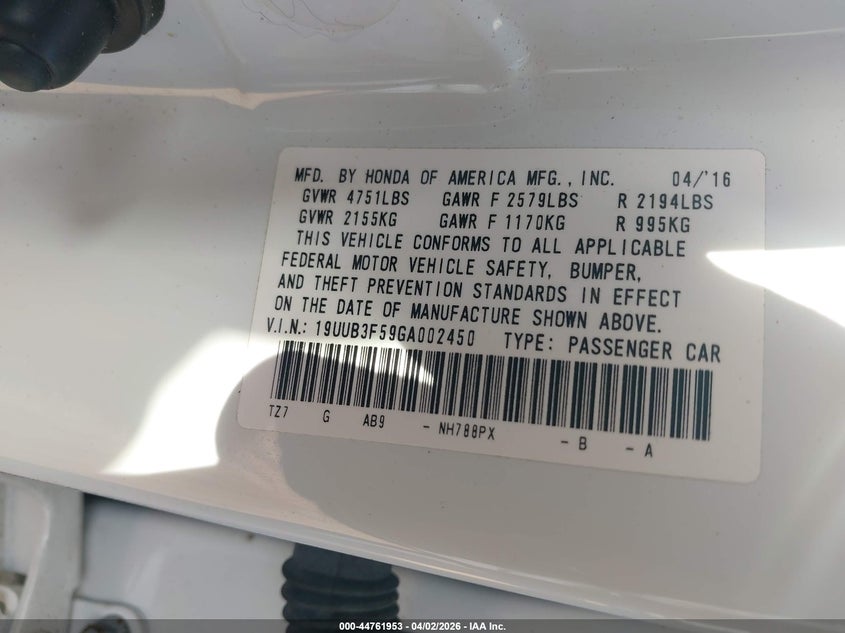 MFD. BY HONDA OF AMERICA MFG., INC. 04/'16
GVWR 4751LBS GAWR F 2579LBS R 2194LBS
GVWR 2155KG GAWR F 1170KG R 995KG
THIS VEHICLE CONFORMS TO ALL APPLICABLE
FEDERAL MOTOR VEHICLE SAFETY, BUMPER,
AND THEFT PREVENTION STANDARDS IN EFFECT
ON THE DATE OF MANUFACTURE SHOWN ABOVE.
V.I.N.: 19UUB3F59GA002450 TYPE: PASSENGER CAR
TZ7 G AB9 - NH788PX - B - A
000-44761953 - 04/02/2026 - IAA Inc.